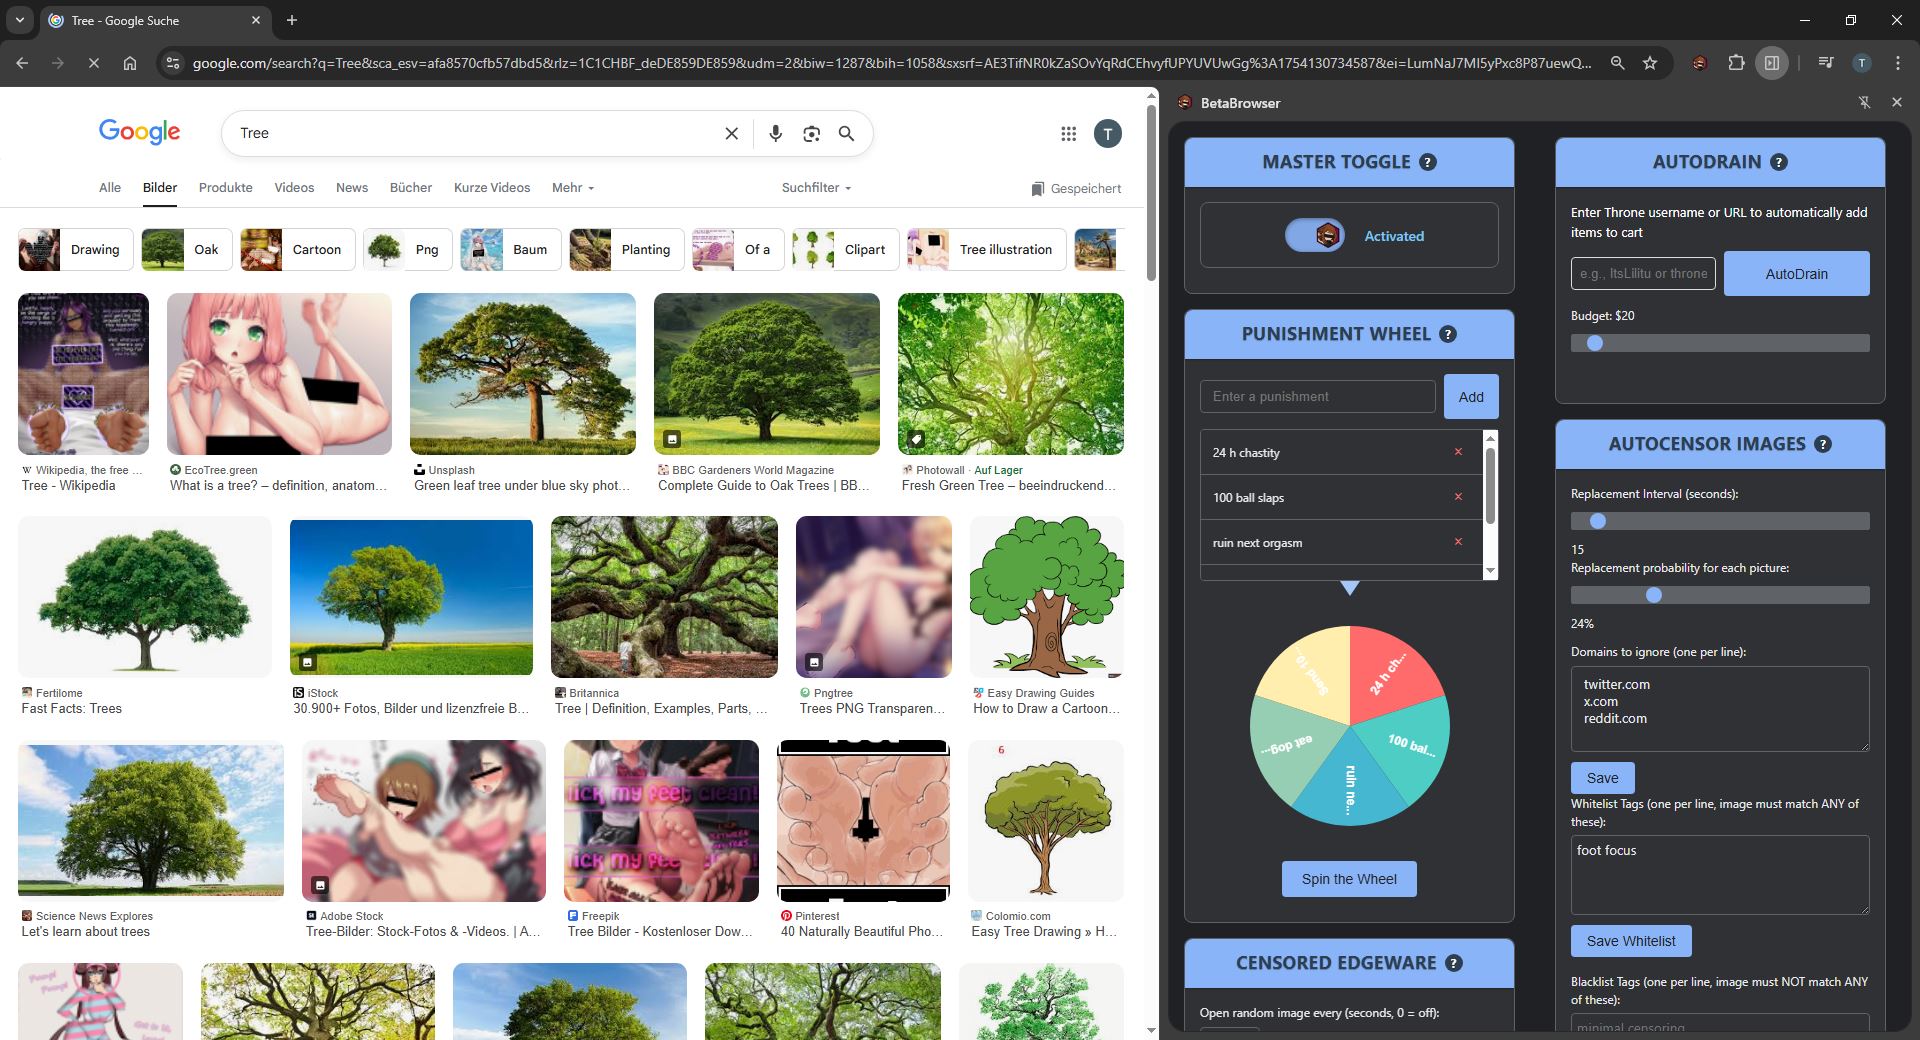 Tree - Google Suche
google.com/search?q=Tree&sca_esv=afa8570cfb57dbd5&rlz=1C1CHBF_deDE859DE859&udm=2&biw=1287&bih=1058&sxsrf=AE3TifNR0kZaSOvYqRdCEhvyfUPYUVUwGg%3A1754130734587&ei=LumNaJ7MI5yPxc8P87uewQ...
T
Google
Tree
T
Alle
Bilder
Produkte
Videos
News
Bücher
Kurze Videos
Mehr
Suchfilter
Gespeichert
Drawing
Oak
Cartoon
Png
Baum
Planting
Of a
Clipart
Tree illustration
Wikipedia, the free ...
Tree - Wikipedia
EcoTree.green
What is a tree? – definition, anatom...
Unsplash
Green leaf tree under blue sky phot...
BBC Gardeners World Magazine
Complete Guide to Oak Trees | BB...
Photowall · Auf Lager
Fresh Green Tree – beeindruckend...
Fertilome
Fast Facts: Trees
iStock
30.900+ Fotos, Bilder und lizenzfreie B...
Britannica
Tree | Definition, Examples, Parts, ...
Pngtree
Trees PNG Transparen...
Easy Drawing Guides
How to Draw a Cartoon...
lick my feet clean!
lick my fee
6
Science News Explores
Let's learn about trees
Adobe Stock
Tree-Bilder: Stock-Fotos & -Videos. | A...
Freepik
Tree Bilder - Kostenloser Dow...
Pinterest
40 Naturally Beautiful Pho...
Colomio.com
Easy Tree Drawing » H...
BetaBrowser
MASTER TOGGLE ?
Activated
PUNISHMENT WHEEL ?
Enter a punishment
Add
24 h chastity
100 ball slaps
ruin next orgasm
24 h ch...
100 bal...
ruin ne...
eat dog...
Send 10...
Spin the Wheel
CENSORED EDGEWARE ?
Open random image every (seconds, 0 = off):
AUTODRAIN ?
Enter Throne username or URL to automatically add
items to cart
e.g., ItsLilitu or throne
AutoDrain
Budget: $20
AUTOCENSOR IMAGES ?
Replacement Interval (seconds):
15
Replacement probability for each picture:
24%
Domains to ignore (one per line):
twitter.com
x.com
reddit.com
Save
Whitelist Tags (one per line, image must match ANY of
these):
foot focus
Save Whitelist
Blacklist Tags (one per line, image must NOT match ANY
of these):
minimal censoring